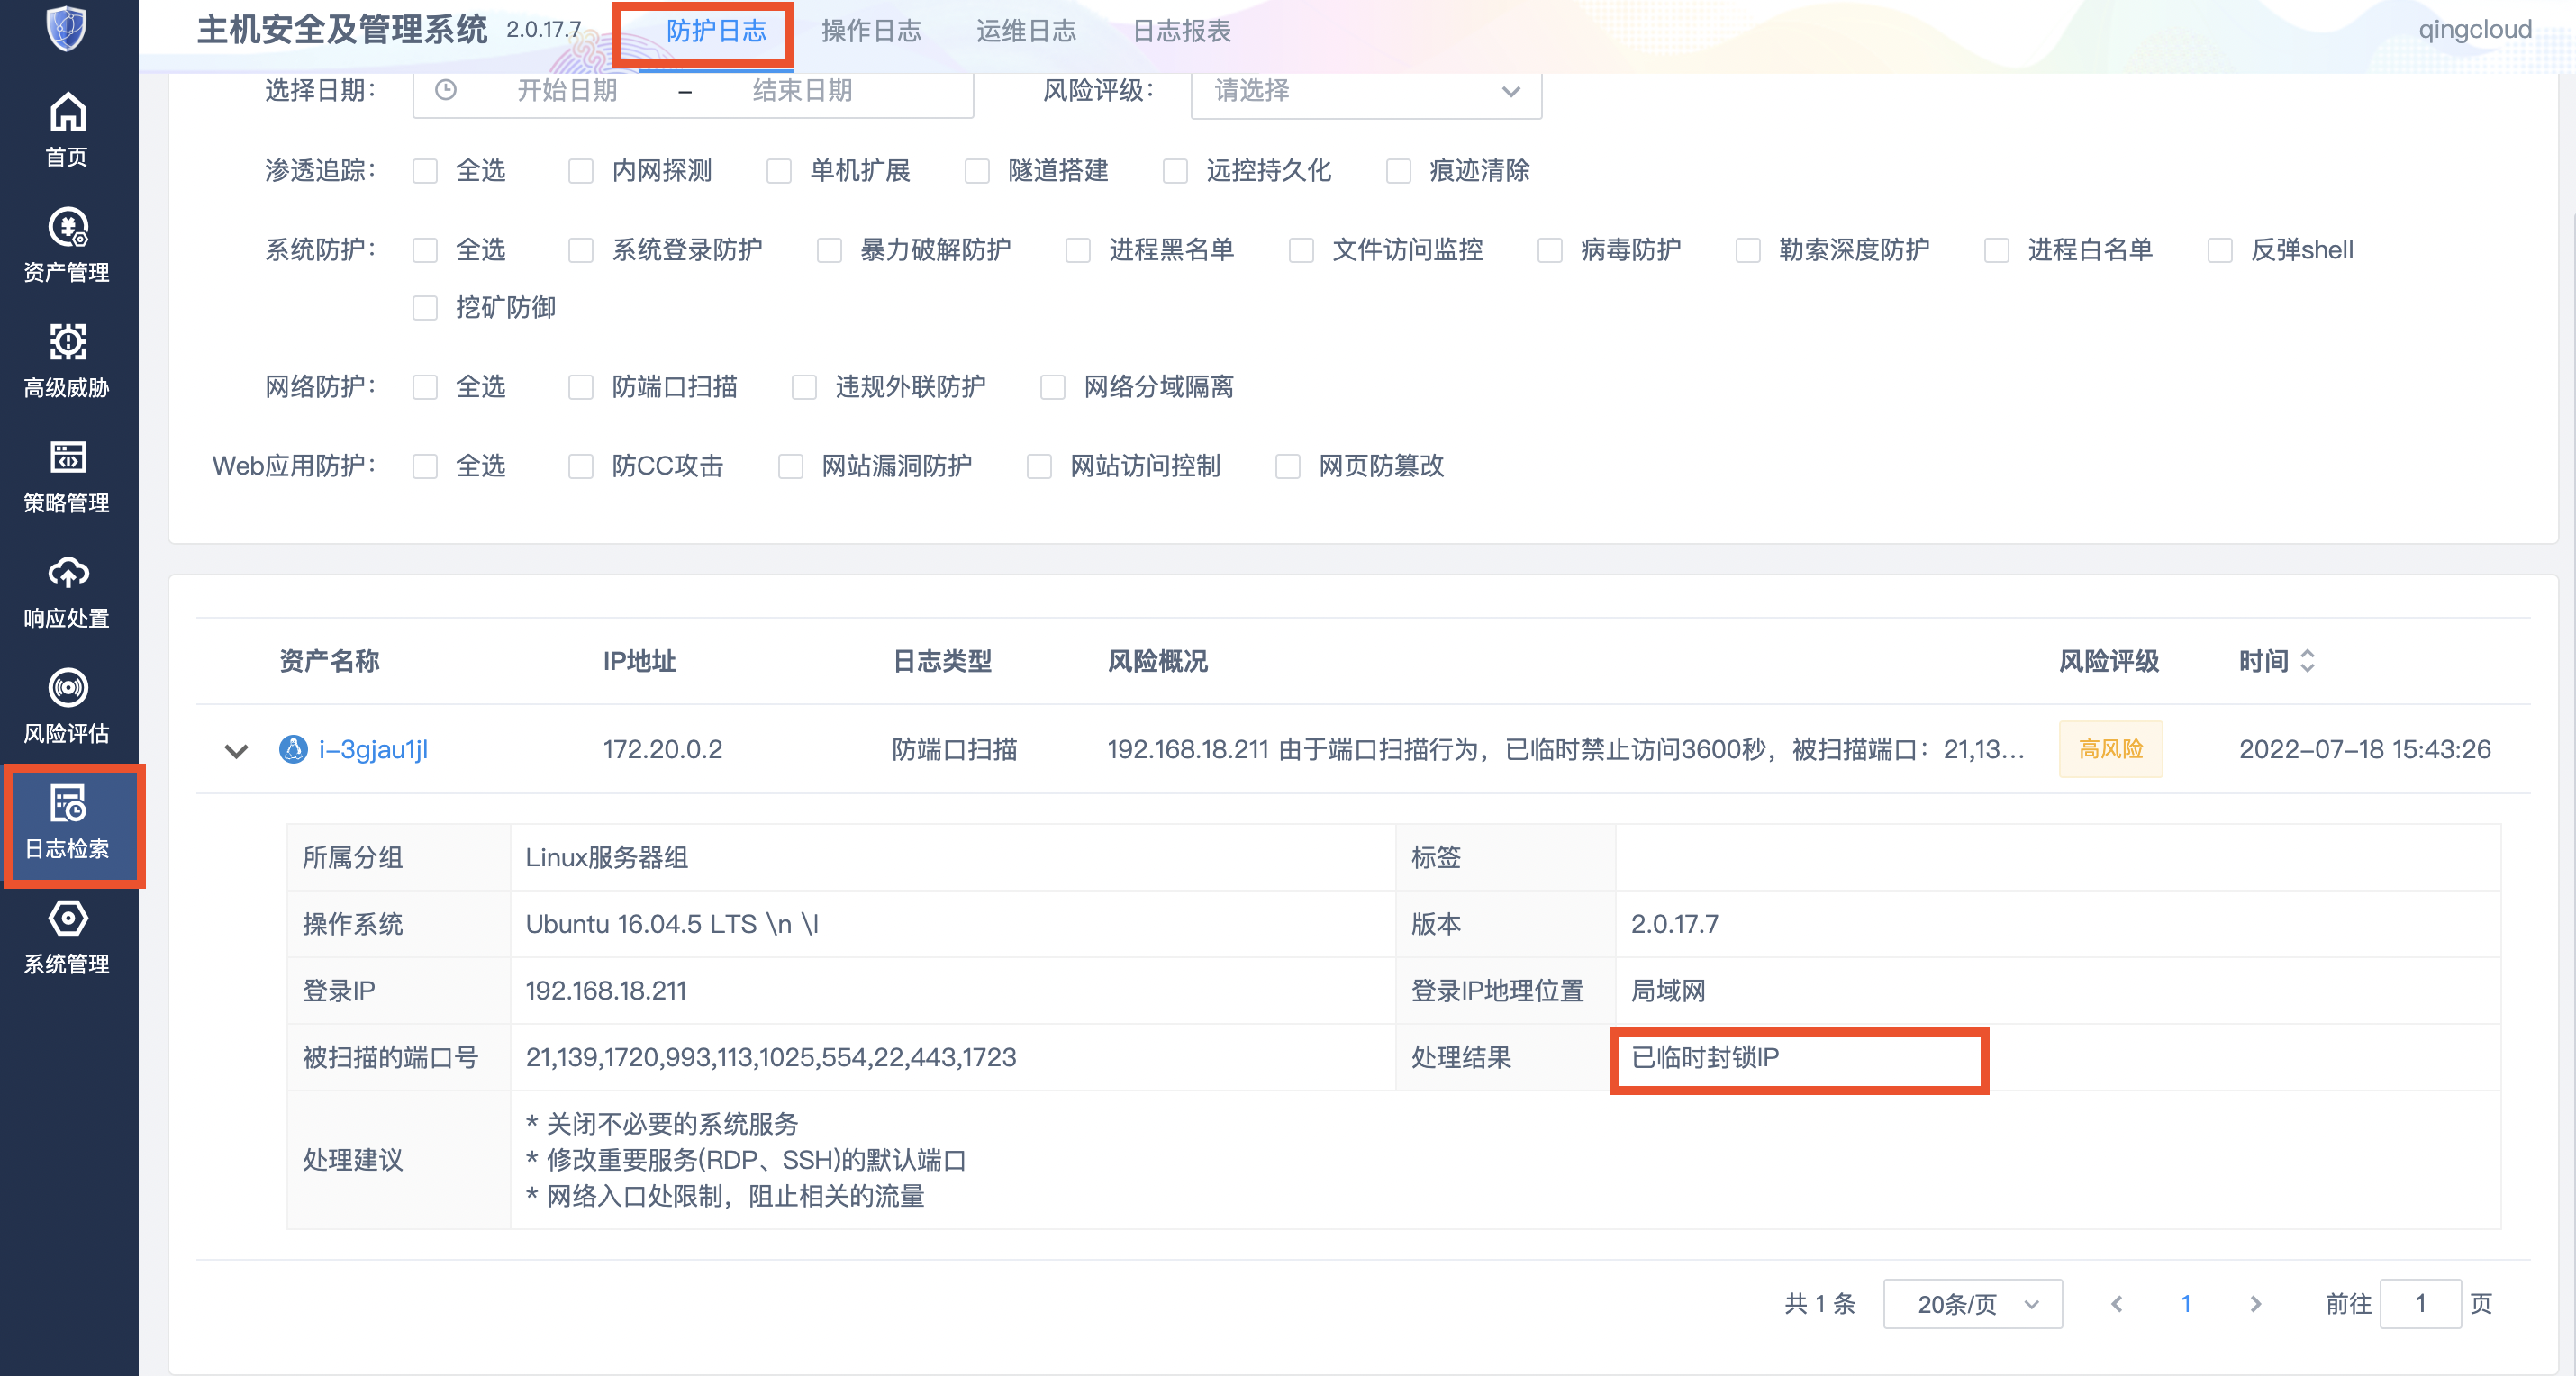 主机安全及管理系统 2.0.17.7 防护日志 操作日志 运维日志 日志报表 qingcloud
首页
资产管理
高级威胁
策略管理
响应处置
风险评估
日志检索
系统管理
选择日期: 开始日期 – 结束日期 风险评级: 请选择
渗透追踪: 全选 内网探测 单机扩展 隧道搭建 远控持久化 痕迹清除
系统防护: 全选 系统登录防护 暴力破解防护 进程黑名单 文件访问监控 病毒防护 勒索深度防护 进程白名单 反弹shell
挖矿防御
网络防护: 全选 防端口扫描 违规外联防护 网络分域隔离
Web应用防护: 全选 防CC攻击 网站漏洞防护 网站访问控制 网页防篡改
资产名称 IP地址 日志类型 风险概况 风险评级 时间
i-3gjau1jl 172.20.0.2 防端口扫描 192.168.18.211 由于端口扫描行为，已临时禁止访问3600秒，被扫描端口：21,13... 高风险 2022-07-18 15:43:26
所属分组 Linux服务器组 标签
操作系统 Ubuntu 16.04.5 LTS \n \l 版本 2.0.17.7
登录IP 192.168.18.211 登录IP地理位置 局域网
被扫描的端口号 21,139,1720,993,113,1025,554,22,443,1723 处理结果 已临时封锁IP
处理建议
* 关闭不必要的系统服务
* 修改重要服务(RDP、SSH)的默认端口
* 网络入口处限制，阻止相关的流量
共 1 条 20条/页 1 前往 1 页